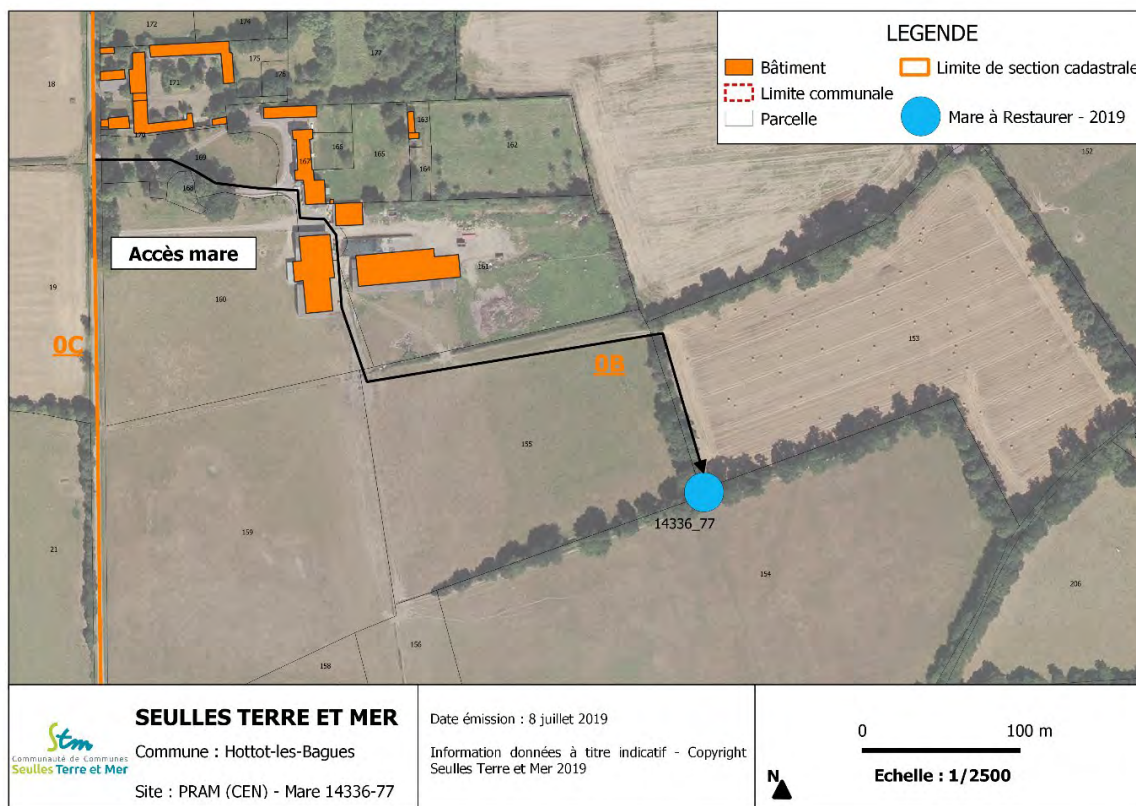 LEGENDE
Bâtiment
Limite de section cadastrale
Limite communale
Parcelle
Mare à Restaurer - 2019
172
174
177
175
176
171
18
170
163
162
152
166
165
164
167
169
168
Accès mare
161
160
19
0C
0B
153
155
14336_77
159
21
154
206
156
158
Stm
Communauté de Communes
Seulles Terre et Mer
SEULLES TERRE ET MER
Commune : Hottot-les-Bagues
Site : PRAM (CEN) - Mare 14336-77
Date émission : 8 juillet 2019
Information données à titre indicatif - Copyright
Seulles Terre et Mer 2019
0 100 m
Echelle : 1/2500
N